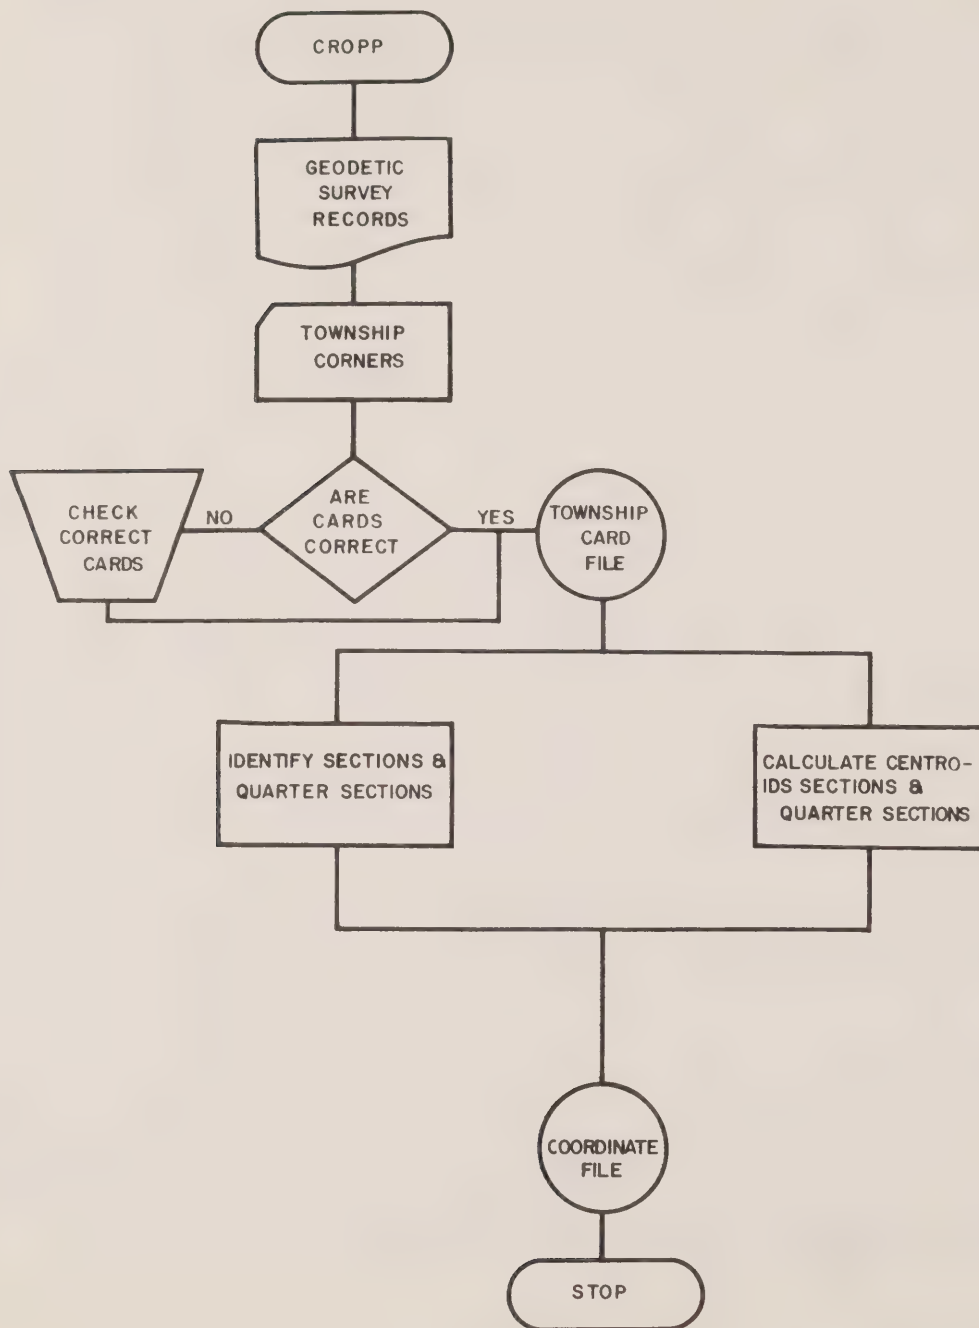 CROPP
GEODETIC
SURVEY
RECORDS
TOWNSHIP
CORNERS
ARE
CARDS
CORRECT
NO
CHECK
CORRECT
CARDS
YES
TOWNSHIP
CARD
FILE
IDENTIFY SECTIONS &
QUARTER SECTIONS
CALCULATE CENTRO-
IDS SECTIONS &
QUARTER SECTIONS
COORDINATE
FILE
STOP